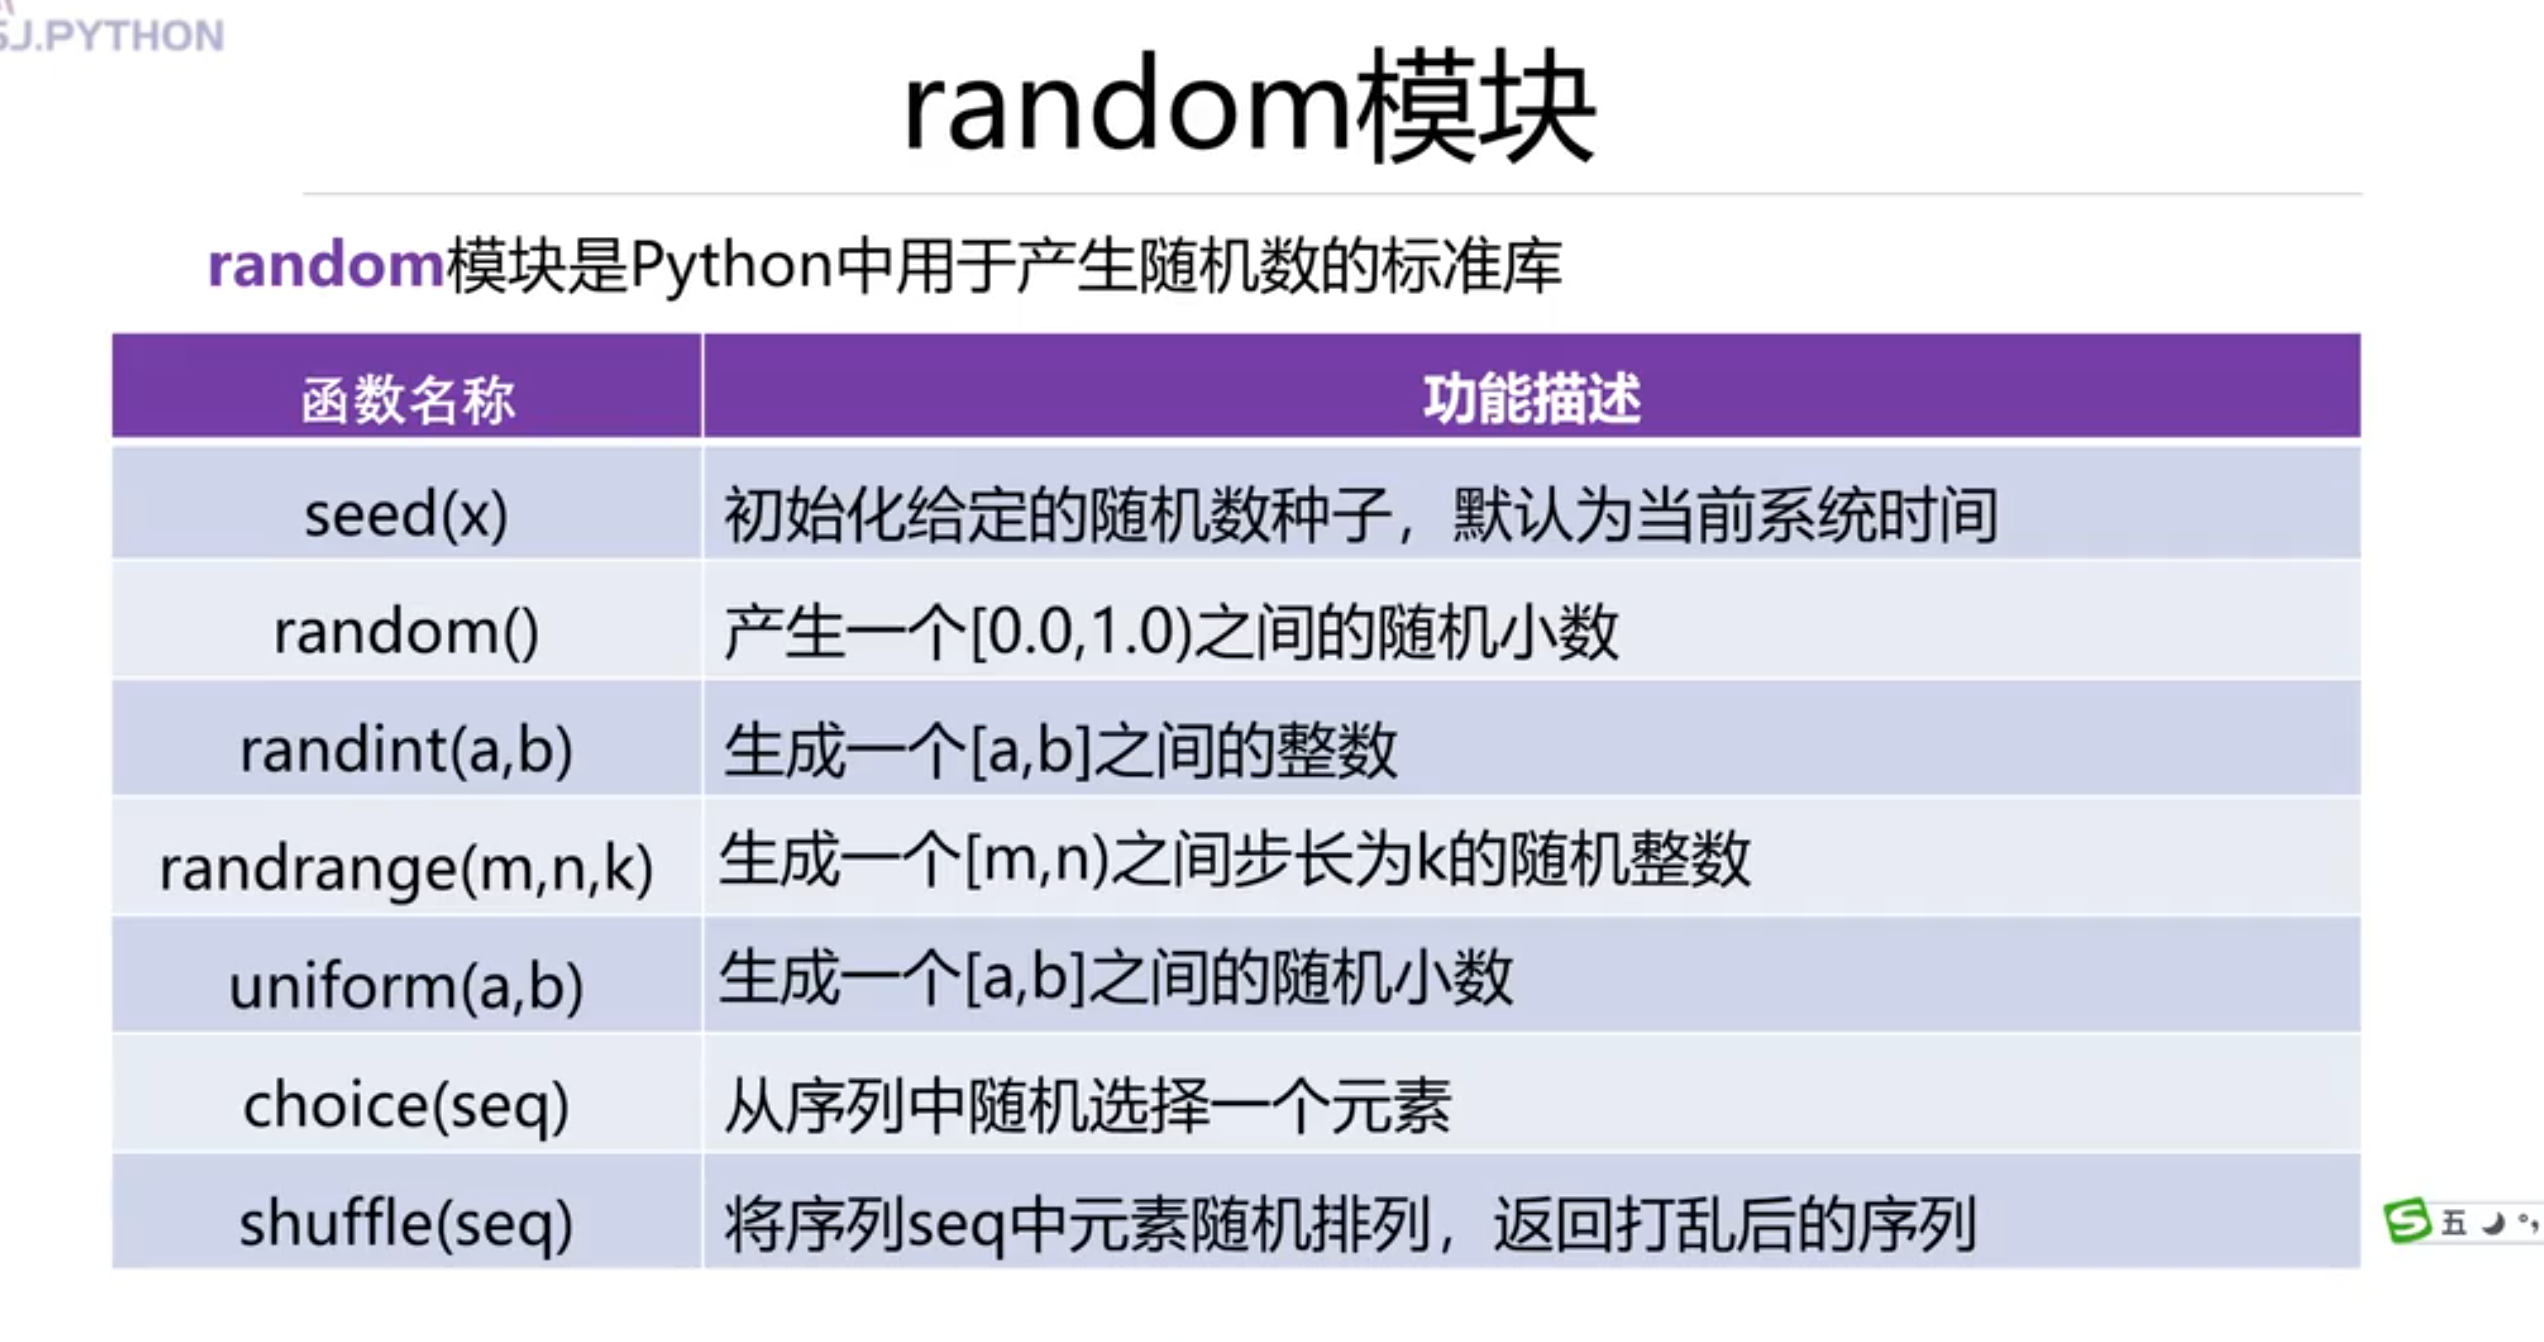 SJ.PYTHON
random模块
random模块是Python中用于产生随机数的标准库
函数名称 功能描述
seed(x) 初始化给定的随机数种子，默认为当前系统时间
random() 产生一个[0.0,1.0)之间的随机小数
randint(a,b) 生成一个[a,b]之间的整数
randrange(m,n,k) 生成一个[m,n)之间步长为k的随机整数
uniform(a,b) 生成一个[a,b]之间的随机小数
choice(seq) 从序列中随机选择一个元素
shuffle(seq) 将序列seq中元素随机排列，返回打乱后的序列
五